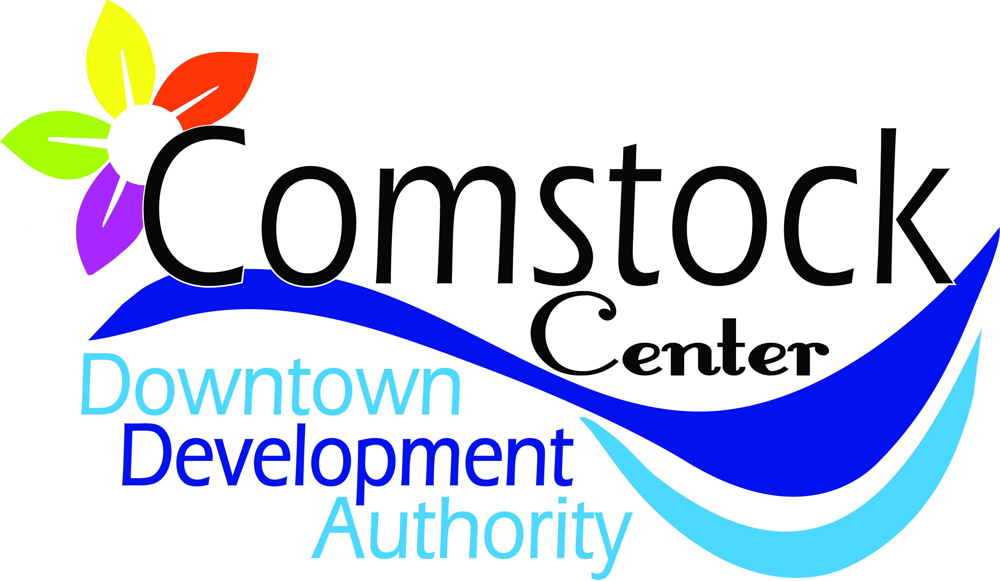 Comstock
Center
Downtown
Development
Authority